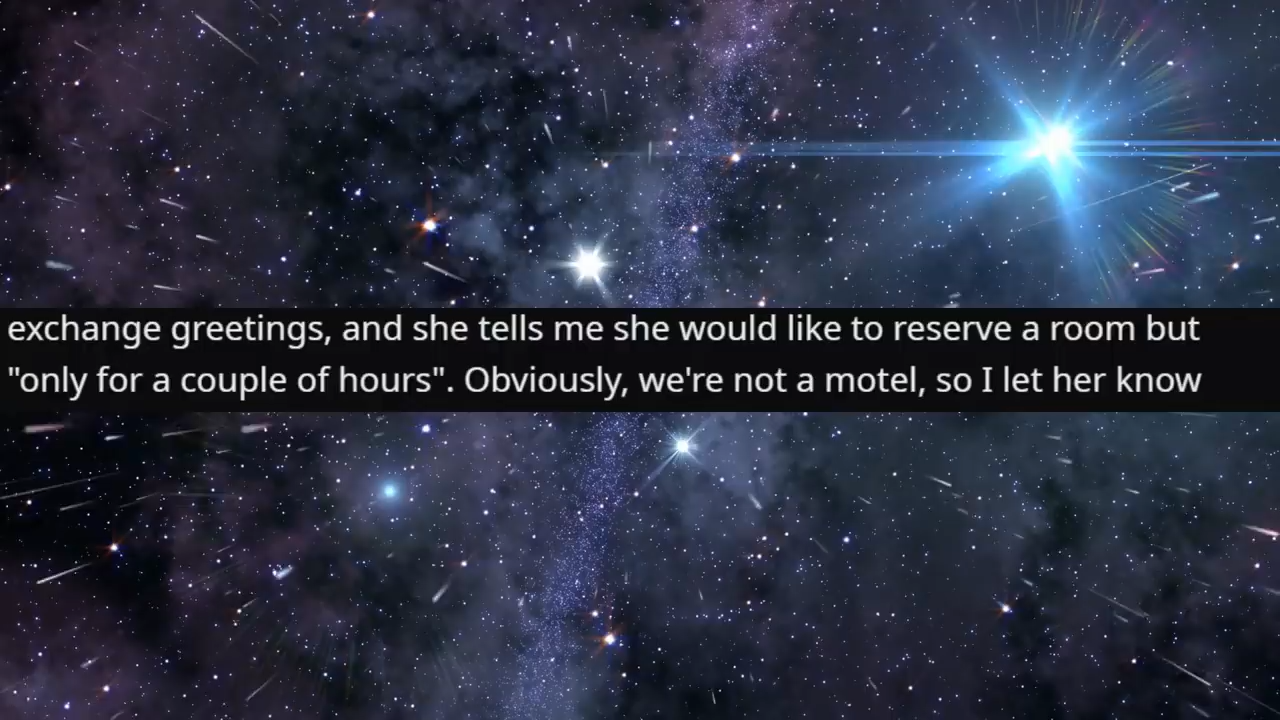 exchange greetings, and she tells me she would like to reserve a room but
"only for a couple of hours". Obviously, we're not a motel, so I let her know